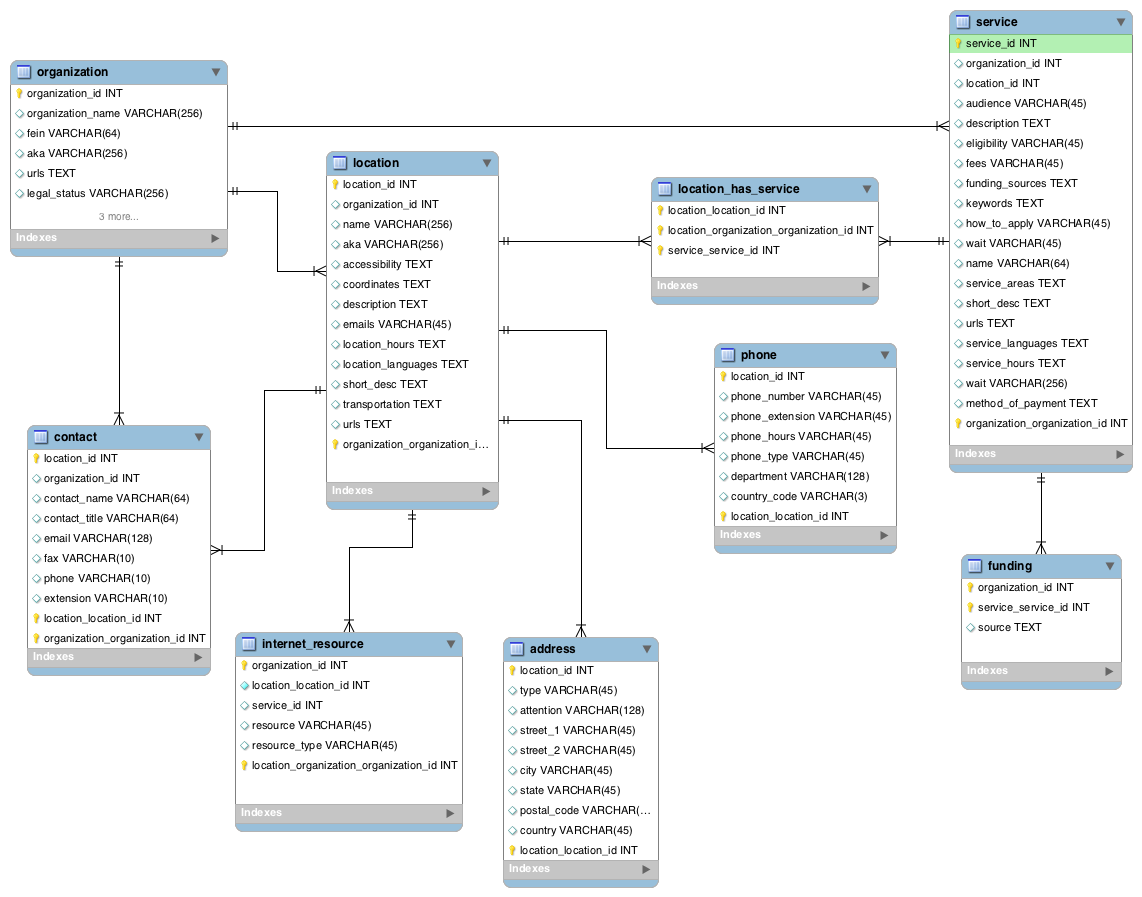 organization
organization_id INT
organization_name VARCHAR(256)
fein VARCHAR(64)
aka VARCHAR(256)
urls TEXT
legal_status VARCHAR(256)
3 more...
Indexes
location
location_id INT
organization_id INT
name VARCHAR(256)
aka VARCHAR(256)
accessibility TEXT
coordinates TEXT
description TEXT
emails VARCHAR(45)
location_hours TEXT
location_languages TEXT
short_desc TEXT
transportation TEXT
urls TEXT
organization_organization_i...
Indexes
location_has_service
location_location_id INT
location_organization_organization_id INT
service_service_id INT
Indexes
service
service_id INT
organization_id INT
location_id INT
audience VARCHAR(45)
description TEXT
eligibility VARCHAR(45)
fees VARCHAR(45)
funding_sources TEXT
keywords TEXT
how_to_apply VARCHAR(45)
wait VARCHAR(45)
name VARCHAR(64)
service_areas TEXT
short_desc TEXT
urls TEXT
service_languages TEXT
service_hours TEXT
wait VARCHAR(256)
method_of_payment TEXT
organization_organization_id INT
Indexes
phone
location_id INT
phone_number VARCHAR(45)
phone_extension VARCHAR(45)
phone_hours VARCHAR(45)
phone_type VARCHAR(45)
department VARCHAR(128)
country_code VARCHAR(3)
location_location_id INT
Indexes
contact
location_id INT
organization_id INT
contact_name VARCHAR(64)
contact_title VARCHAR(64)
email VARCHAR(128)
fax VARCHAR(10)
phone VARCHAR(10)
extension VARCHAR(10)
location_location_id INT
organization_organization_id INT
Indexes
internet_resource
organization_id INT
location_location_id INT
service_id INT
resource VARCHAR(45)
resource_type VARCHAR(45)
location_organization_organization_id INT
Indexes
address
location_id INT
type VARCHAR(45)
attention VARCHAR(128)
street_1 VARCHAR(45)
street_2 VARCHAR(45)
city VARCHAR(45)
state VARCHAR(45)
postal_code VARCHAR(...
country VARCHAR(45)
location_location_id INT
Indexes
funding
organization_id INT
service_service_id INT
source TEXT
Indexes